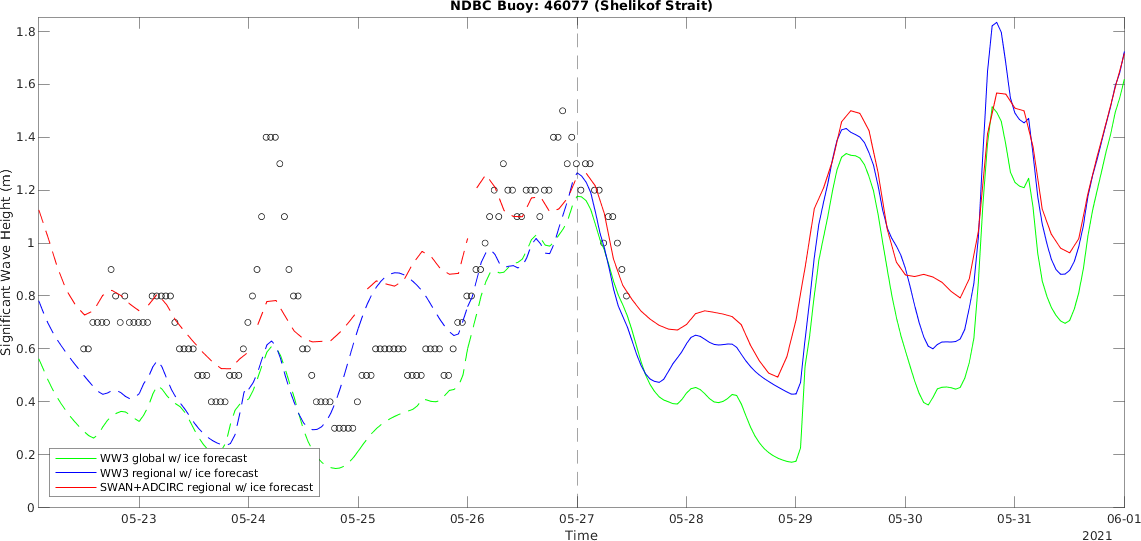 NDBC Buoy: 46077 (Shelikof Strait)
1.8
1.6
1.4
1.2
1
0.8
0.6
0.4
0.2
0
Significant Wave Height (m)
WW3 global w/ ice forecast
WW3 regional w/ ice forecast
SWAN+ADCIRC regional w/ ice forecast
05-23 05-24 05-25 05-26 05-27 05-28 05-29 05-30 05-31 06-01
Time
2021